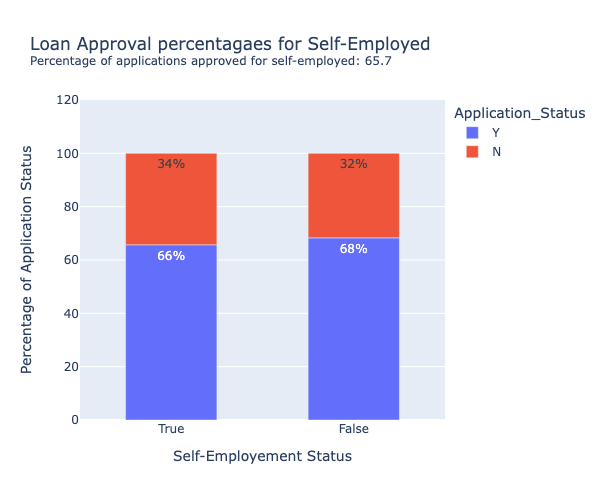 Loan Approval percentagaes for Self-Employed
Percentage of applications approved for self-employed: 65.7
Application_Status
Y
N
Percentage of Application Status
120
100
80
60
40
20
0
34%
32%
66%
68%
True
False
Self-Employement Status